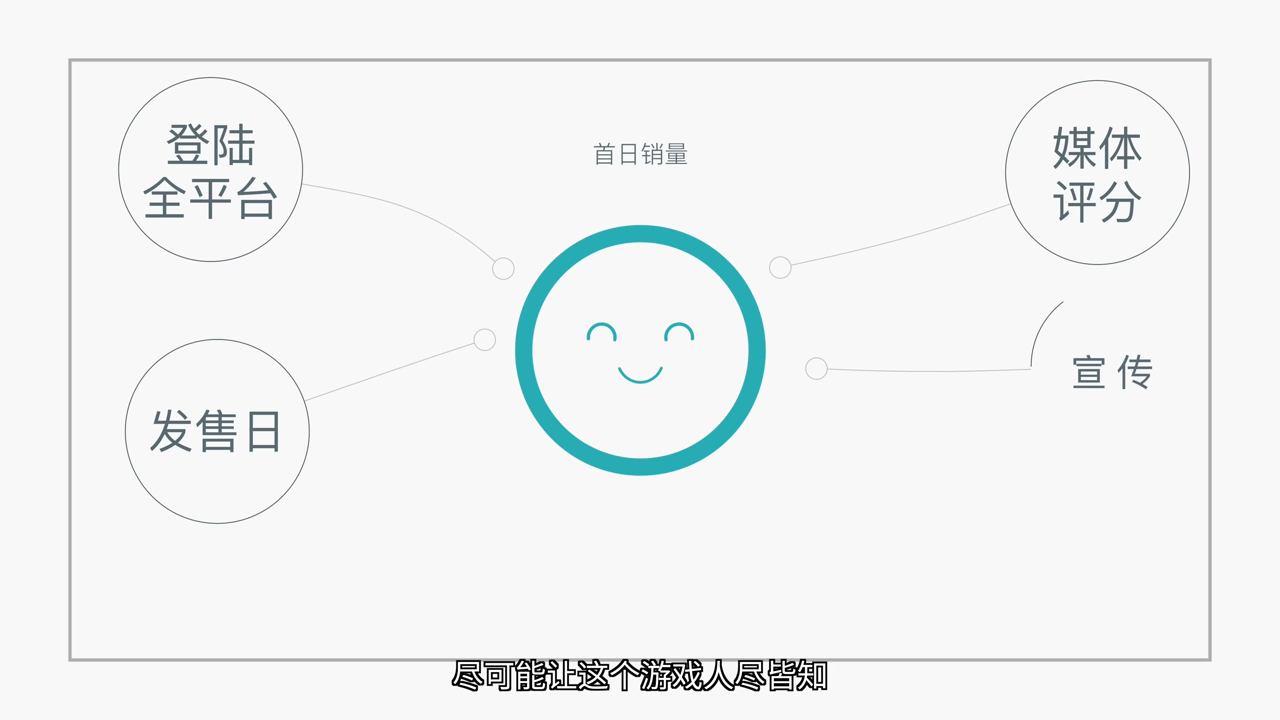 登陆
全平台
首日销量
媒体
评分
发售日
宣传
尽可能让这个游戏人尽皆知